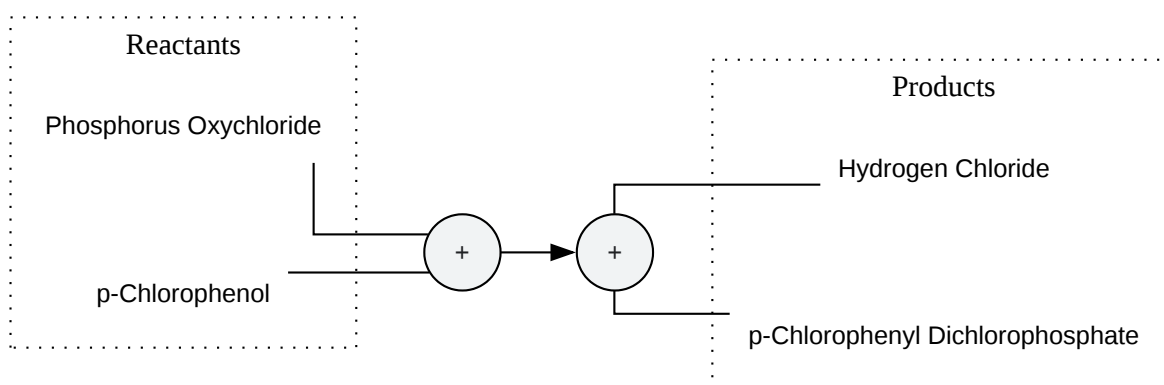 Reactants
Phosphorus Oxychloride
p-Chlorophenol
+
+
Products
Hydrogen Chloride
p-Chlorophenyl Dichlorophosphate